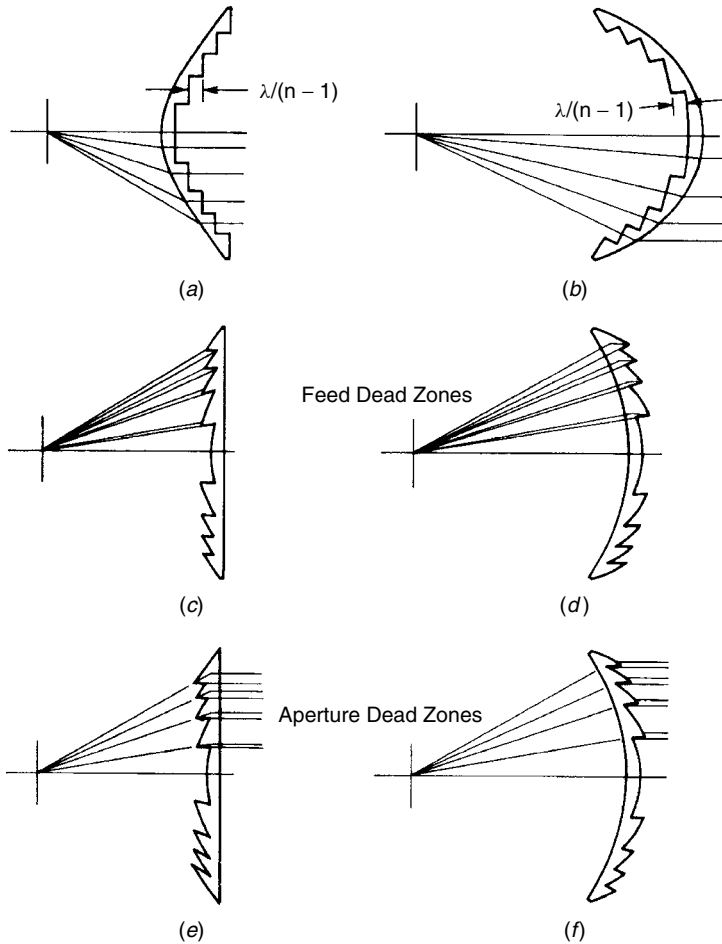 λ/(n − 1)
λ/(n − 1)
(a)
(b)
Feed Dead Zones
(c)
(d)
Aperture Dead Zones
(e)
(f)